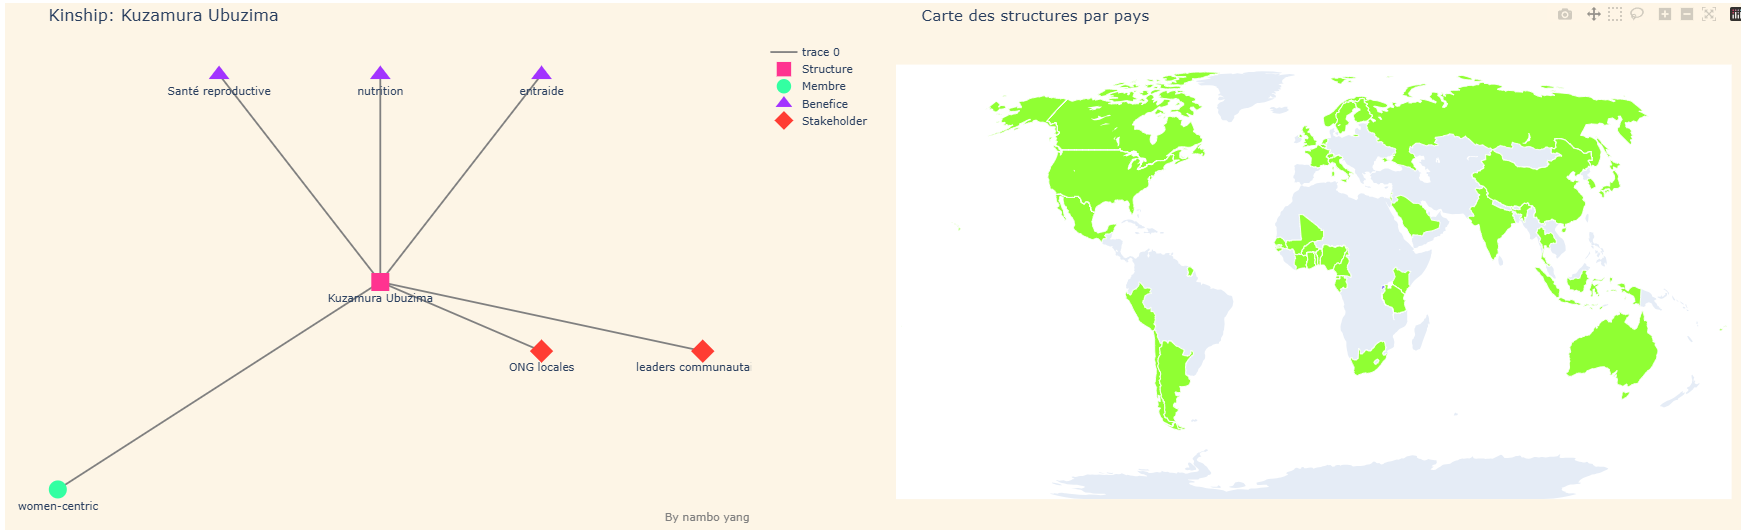 Kinship: Kuzamura Ubuzima
Santé reproductive
nutrition
entraide
Kuzamura Ubuzima
ONG locales
leaders communauta
women-centric
By nambo yang
trace 0
Structure
Membre
Benefice
Stakeholder
Carte des structures par pays